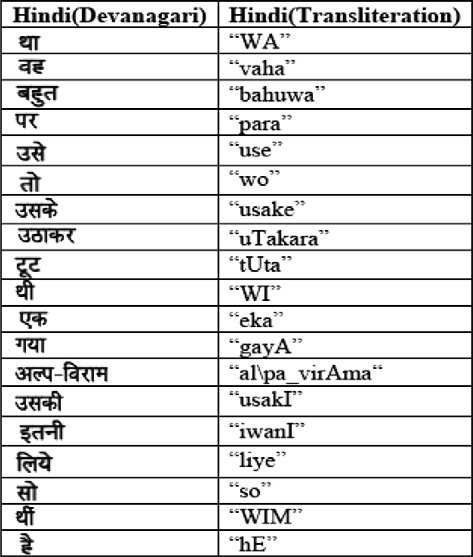 Hindi(Devanagari) Hindi(Transliteration)
था “WA”
वह “vaha”
बहुत “bahuwa”
पर “para”
उसे “use”
तो “wo”
उसके “usake”
उठाकर “uTakara”
टूट “tUta”
थी “WI”
एक “eka”
गया “gayA”
अल्प-विराम “al\pa_virAma“
उसकी “usakI”
इतनी “iwanI”
लिये “liye”
सो “so”
थीं “WIM”
है “hE”